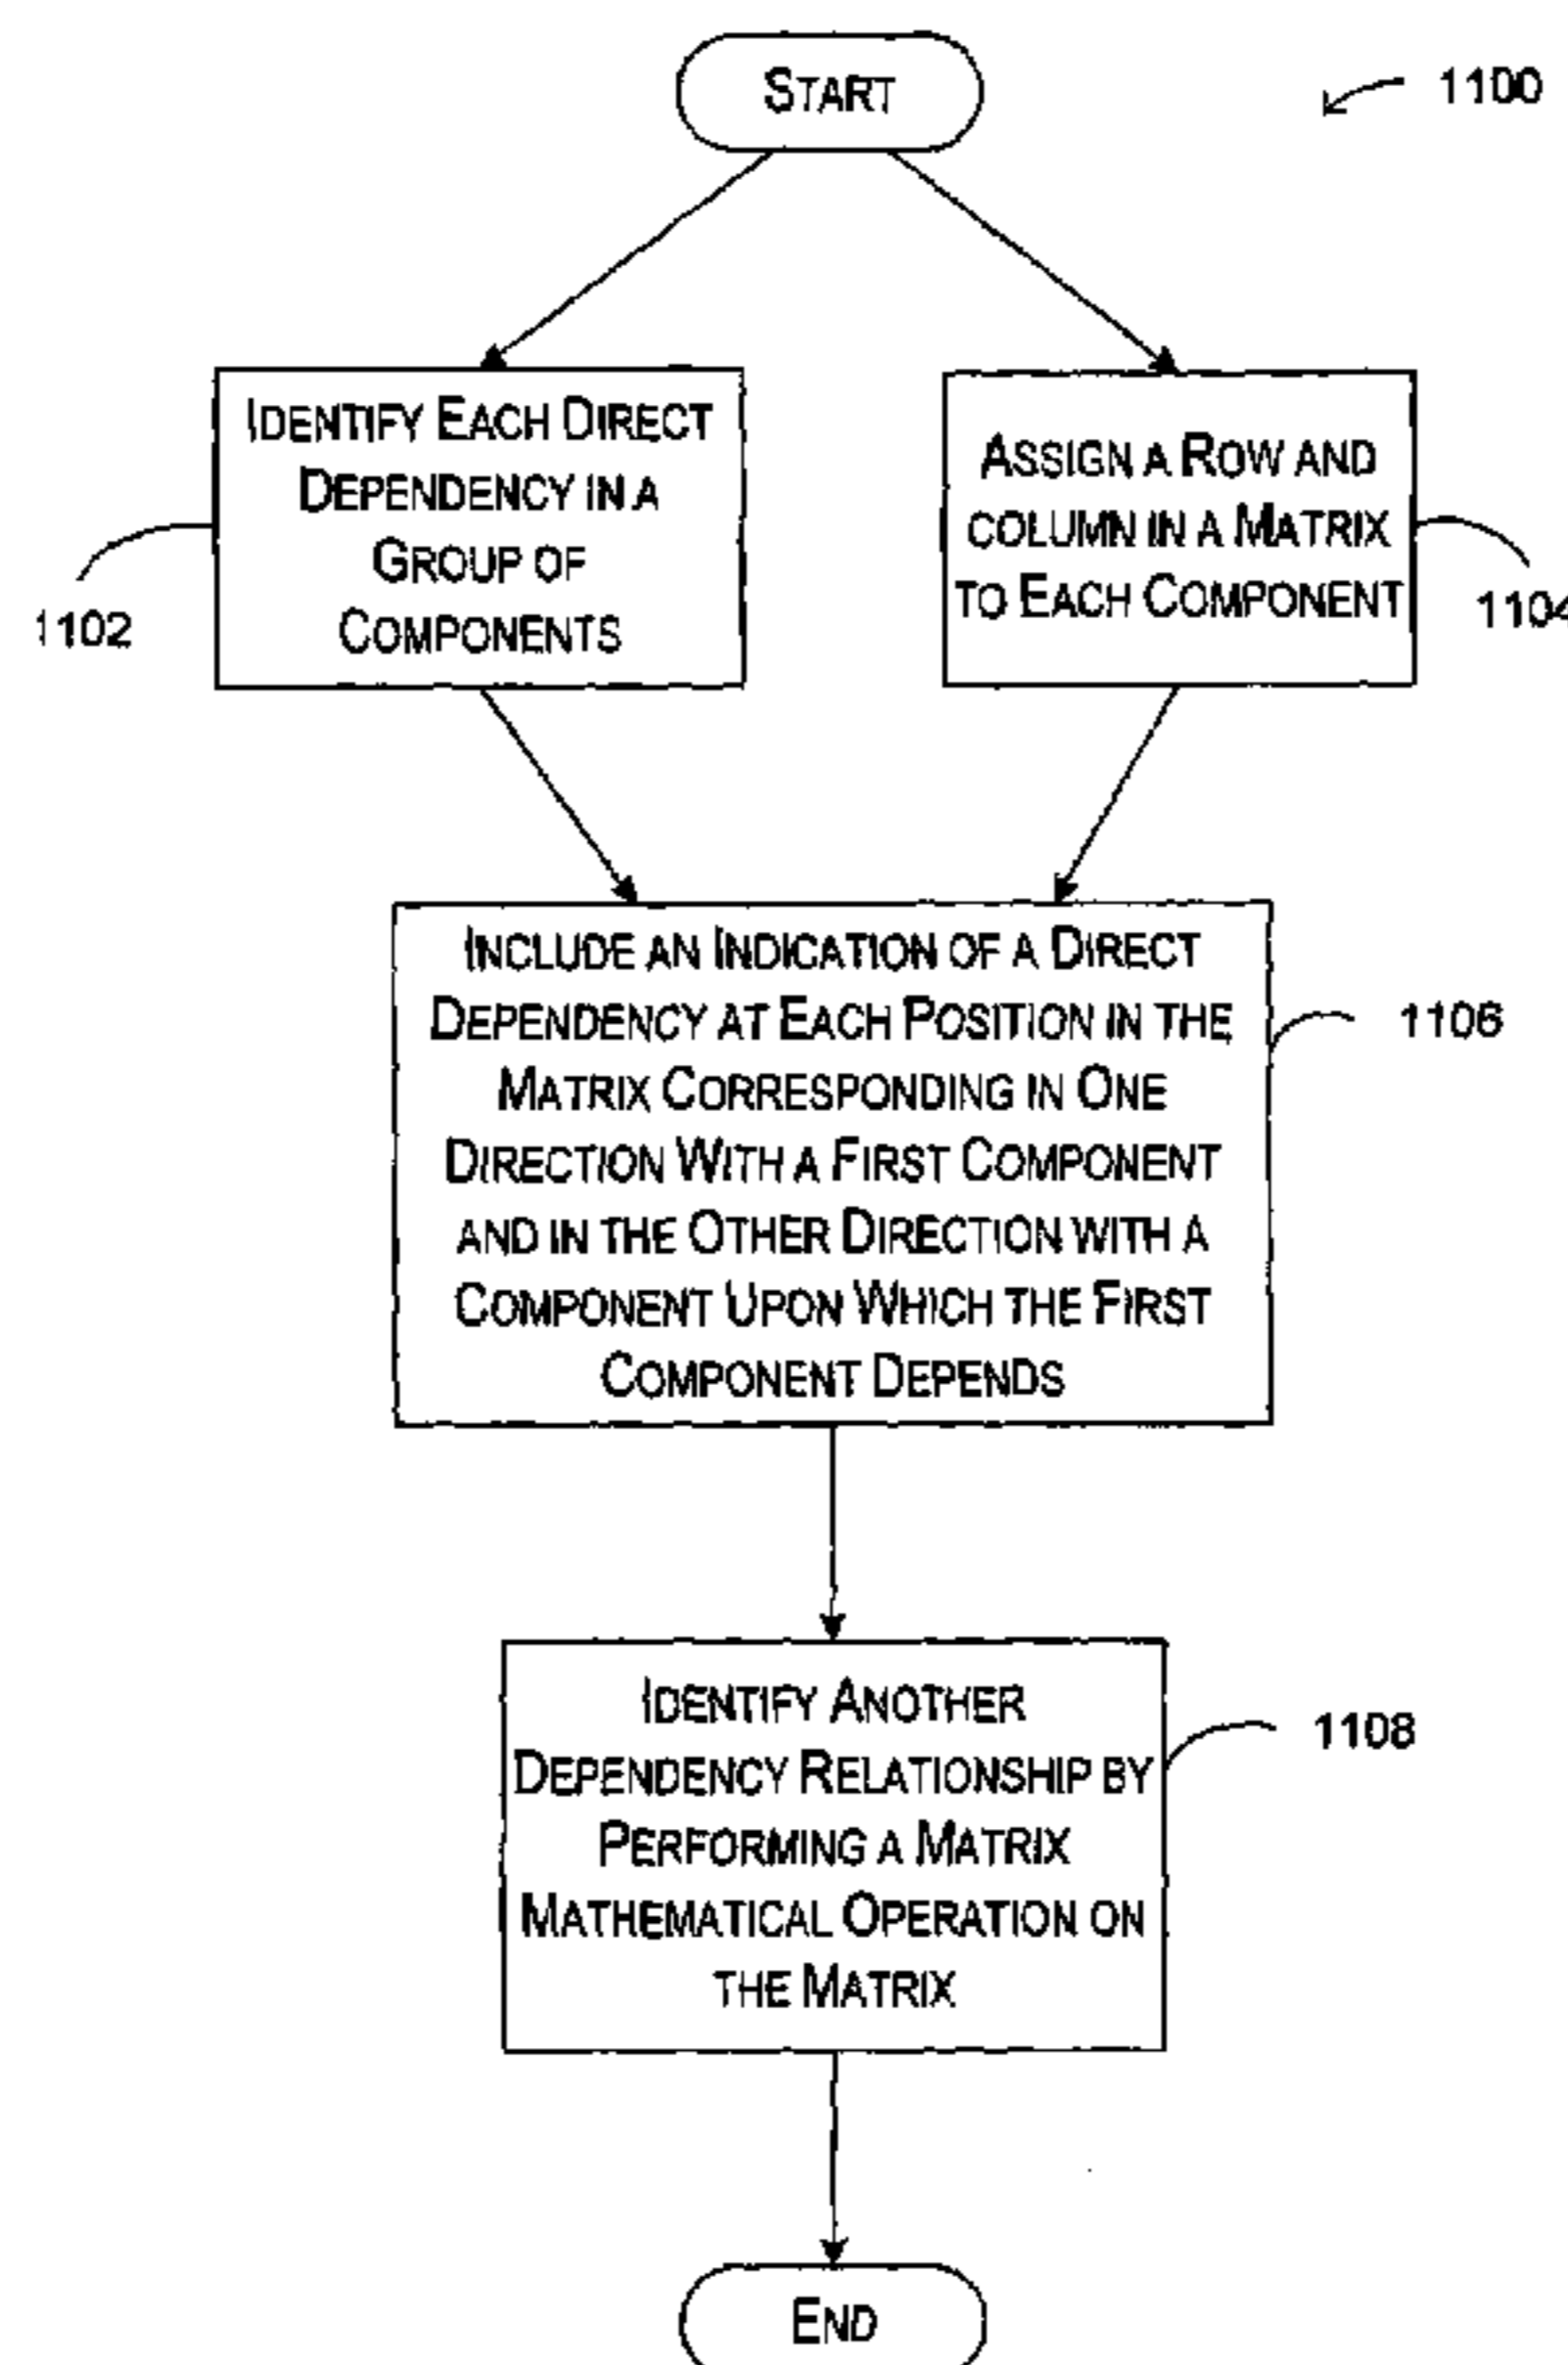 START
1100
IDENTIFY EACH DIRECT
DEPENDENCY IN A
GROUP OF
COMPONENTS
1102
ASSIGN A ROW AND
COLUMN IN A MATRIX
TO EACH COMPONENT
1104
INCLUDE AN INDICATION OF A DIRECT
DEPENDENCY AT EACH POSITION IN THE
MATRIX CORRESPONDING IN ONE
DIRECTION WITH A FIRST COMPONENT
AND IN THE OTHER DIRECTION WITH A
COMPONENT UPON WHICH THE FIRST
COMPONENT DEPENDS
1106
IDENTIFY ANOTHER
DEPENDENCY RELATIONSHIP BY
PERFORMING A MATRIX
MATHEMATICAL OPERATION ON
THE MATRIX
1108
END